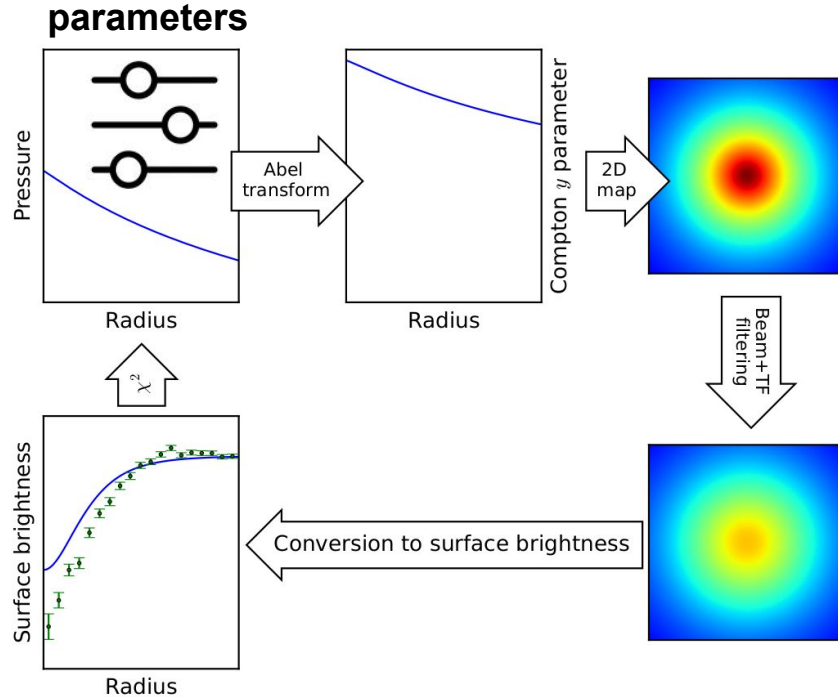 parameters
Pressure
Radius
Abel
transform
Compton y parameter
Radius
2D
map
Beam+TF
filtering
χ²
Surface brightness
Radius
Conversion to surface brightness